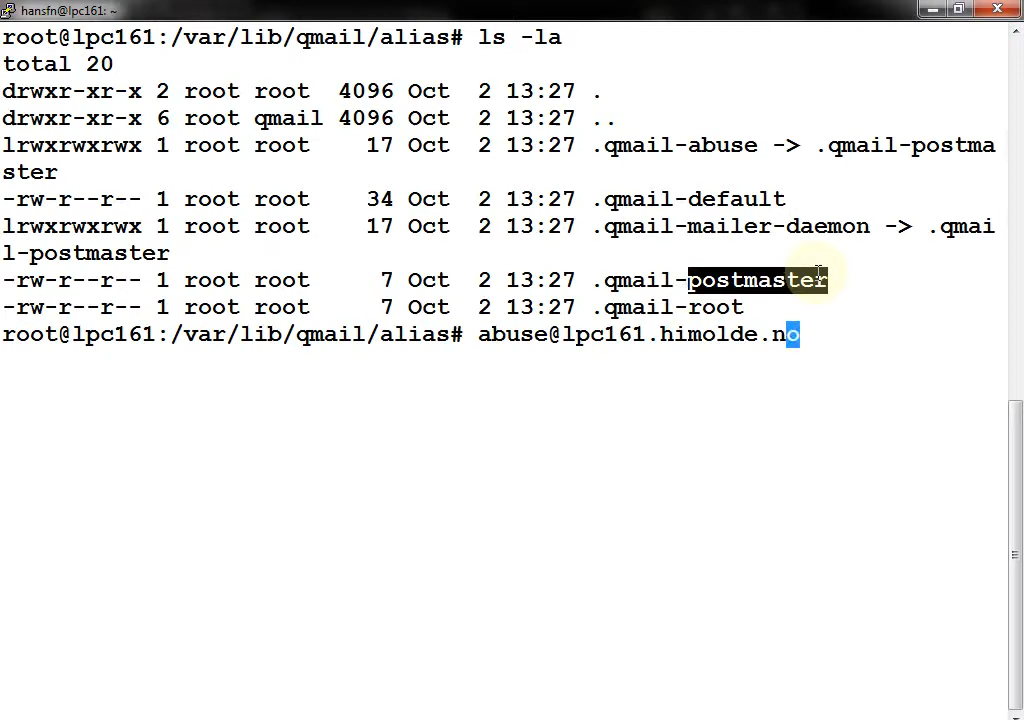 hansfn@lpc161: ~
root@lpc161:/var/lib/qmail/alias# ls -la
total 20
drwxr-xr-x 2 root root  4096 Oct  2 13:27 .
drwxr-xr-x 6 root qmail 4096 Oct  2 13:27 ..
lrwxrwxrwx 1 root root    17 Oct  2 13:27 .qmail-abuse -> .qmail-postma
ster
-rw-r--r-- 1 root root    34 Oct  2 13:27 .qmail-default
lrwxrwxrwx 1 root root    17 Oct  2 13:27 .qmail-mailer-daemon -> .qmai
l-postmaster
-rw-r--r-- 1 root root     7 Oct  2 13:27 .qmail-postmaster
-rw-r--r-- 1 root root     7 Oct  2 13:27 .qmail-root
root@lpc161:/var/lib/qmail/alias# abuse@lpc161.himolde.no